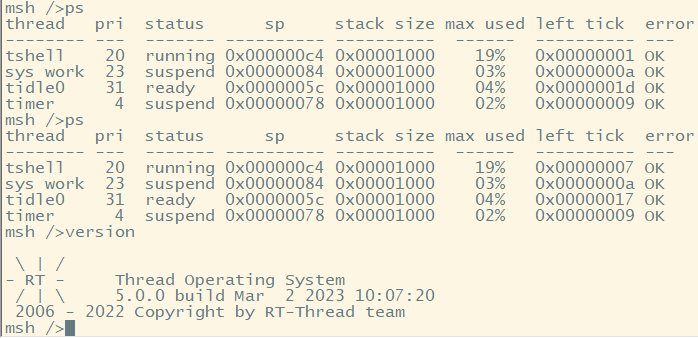 msh />ps
thread   pri  status      sp     stack size max used left tick  error
-------- ---  ------- ---------- ----------  ------  ---------- ---
tshell    20  running 0x000000c4 0x00001000    19%   0x00000001 OK
sys work  23  suspend 0x00000084 0x00001000    03%   0x0000000a OK
tidle0    31  ready   0x0000005c 0x00001000    04%   0x0000001d OK
timer      4  suspend 0x00000078 0x00001000    02%   0x00000009 OK
msh />ps
thread   pri  status      sp     stack size max used left tick  error
-------- ---  ------- ---------- ----------  ------  ---------- ---
tshell    20  running 0x000000c4 0x00001000    19%   0x00000007 OK
sys work  23  suspend 0x00000084 0x00001000    03%   0x0000000a OK
tidle0    31  ready   0x0000005c 0x00001000    04%   0x00000017 OK
timer      4  suspend 0x00000078 0x00001000    02%   0x00000009 OK
msh />version
 \ | /
- RT -     Thread Operating System
 / | \     5.0.0 build Mar  2 2023 10:07:20
 2006 - 2022 Copyright by RT-Thread team
msh />